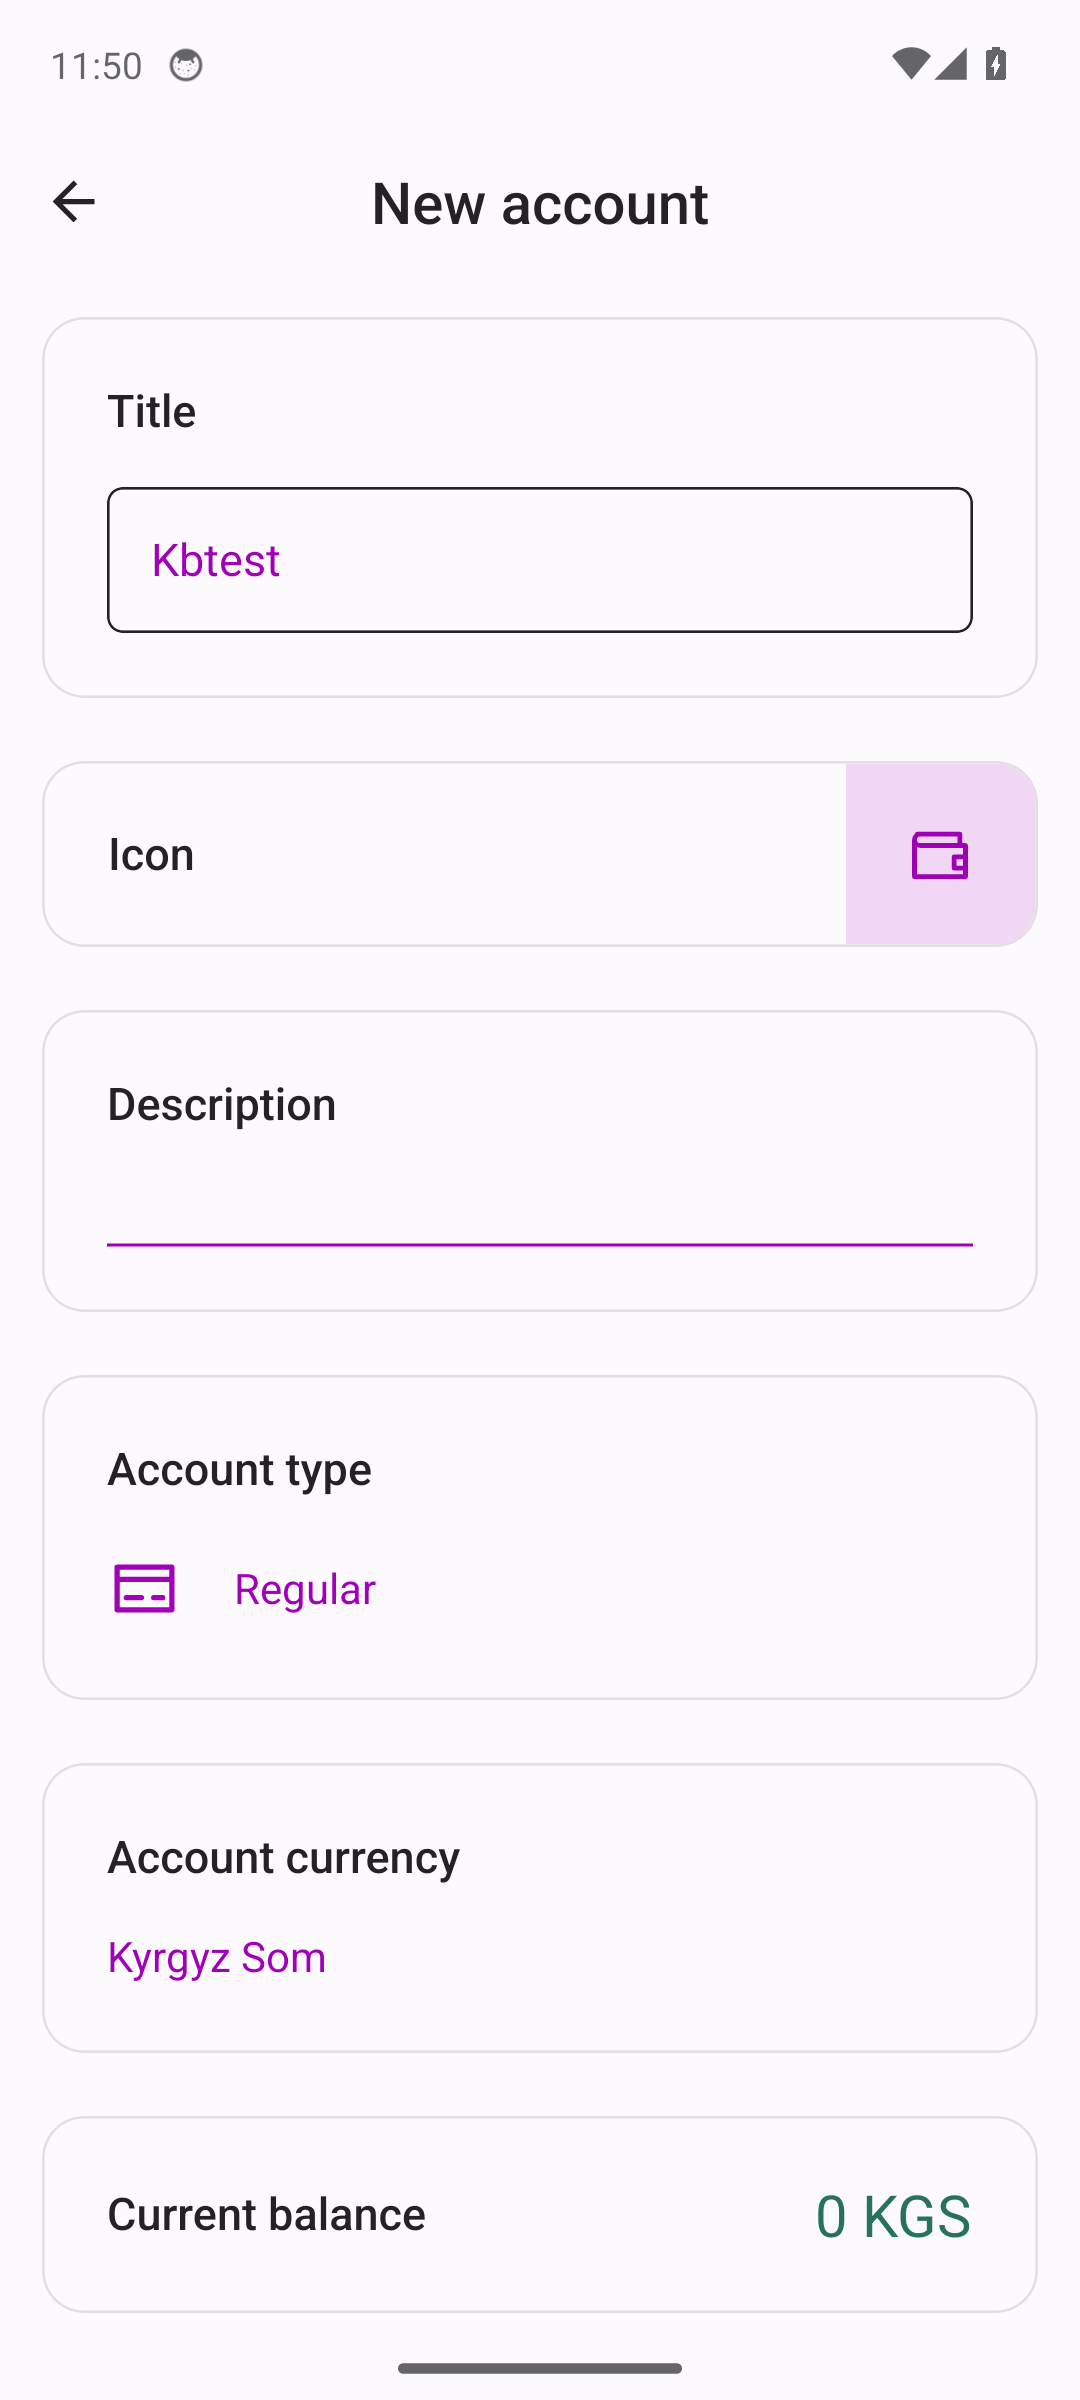 11:50
New account
Title
Kbtest
Icon
Description
Account type
Regular
Account currency
Kyrgyz Som
Current balance
0 KGS